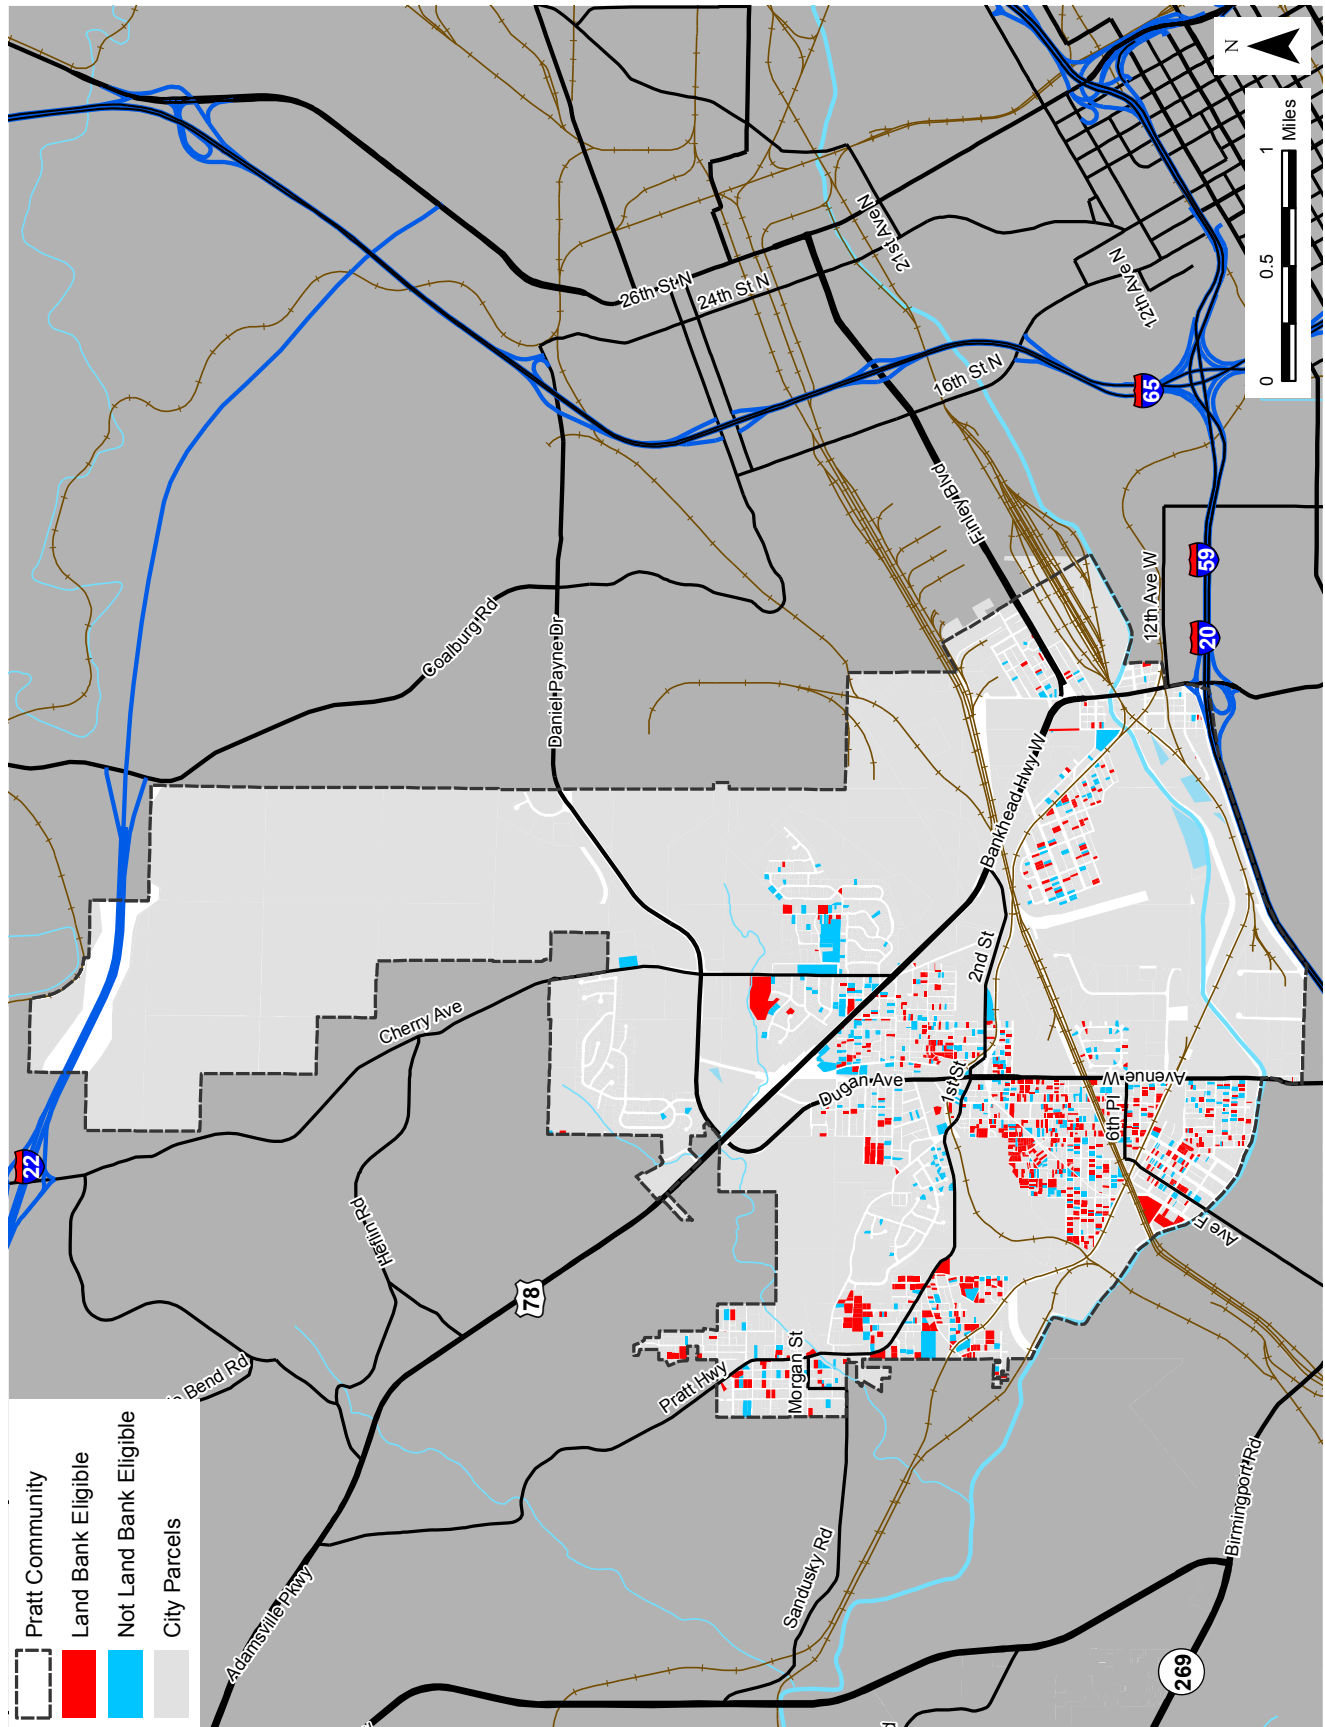 Pratt Community
Land Bank Eligible
Not Land Bank Eligible
City Parcels
N
0 0.5 1
Miles
22
78
65
59
20
269
26th St N
24th St N
21st Ave N
12th Ave N
16th St N
Finley Blvd
12th Ave W
Coalburg Rd
Daniel Payne Dr
Bankhead Hwy W
2nd St
1st St
Cherry Ave
Dugan Ave
Avenue W
6th Pl
Ave F
Heflin Rd
Bend Rd
Pratt Hwy
Morgan St
Adamsville Pkwy
Sandusky Rd
Birmingport Rd